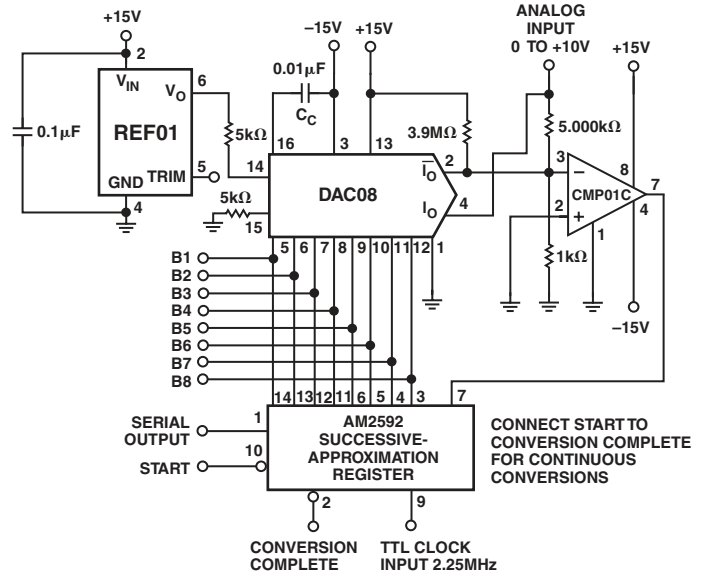 +15V
2
V_IN
V_O
6
REF01
0.1μF
TRIM
5
GND
4
5kΩ
–15V
+15V
0.01μF
C_C
16
3
13
14
DAC08
5kΩ
15
3.9MΩ
I_O
2
I_O
4
5
6
7
8
9
10
11
12
1
ANALOG
INPUT
0 TO +10V
+15V
5.000kΩ
3
–
8
7
CMP01C
2
+
4
1
1kΩ
–15V
B1
B2
B3
B4
B5
B6
B7
B8
14
13
12
11
6
5
4
3
7
SERIAL
OUTPUT
1
START
10
AM2592
SUCCESSIVE-
APPROXIMATION
REGISTER
CONNECT START TO
CONVERSION COMPLETE
FOR CONTINUOUS
CONVERSIONS
2
9
CONVERSION
COMPLETE
TTL CLOCK
INPUT 2.25MHz